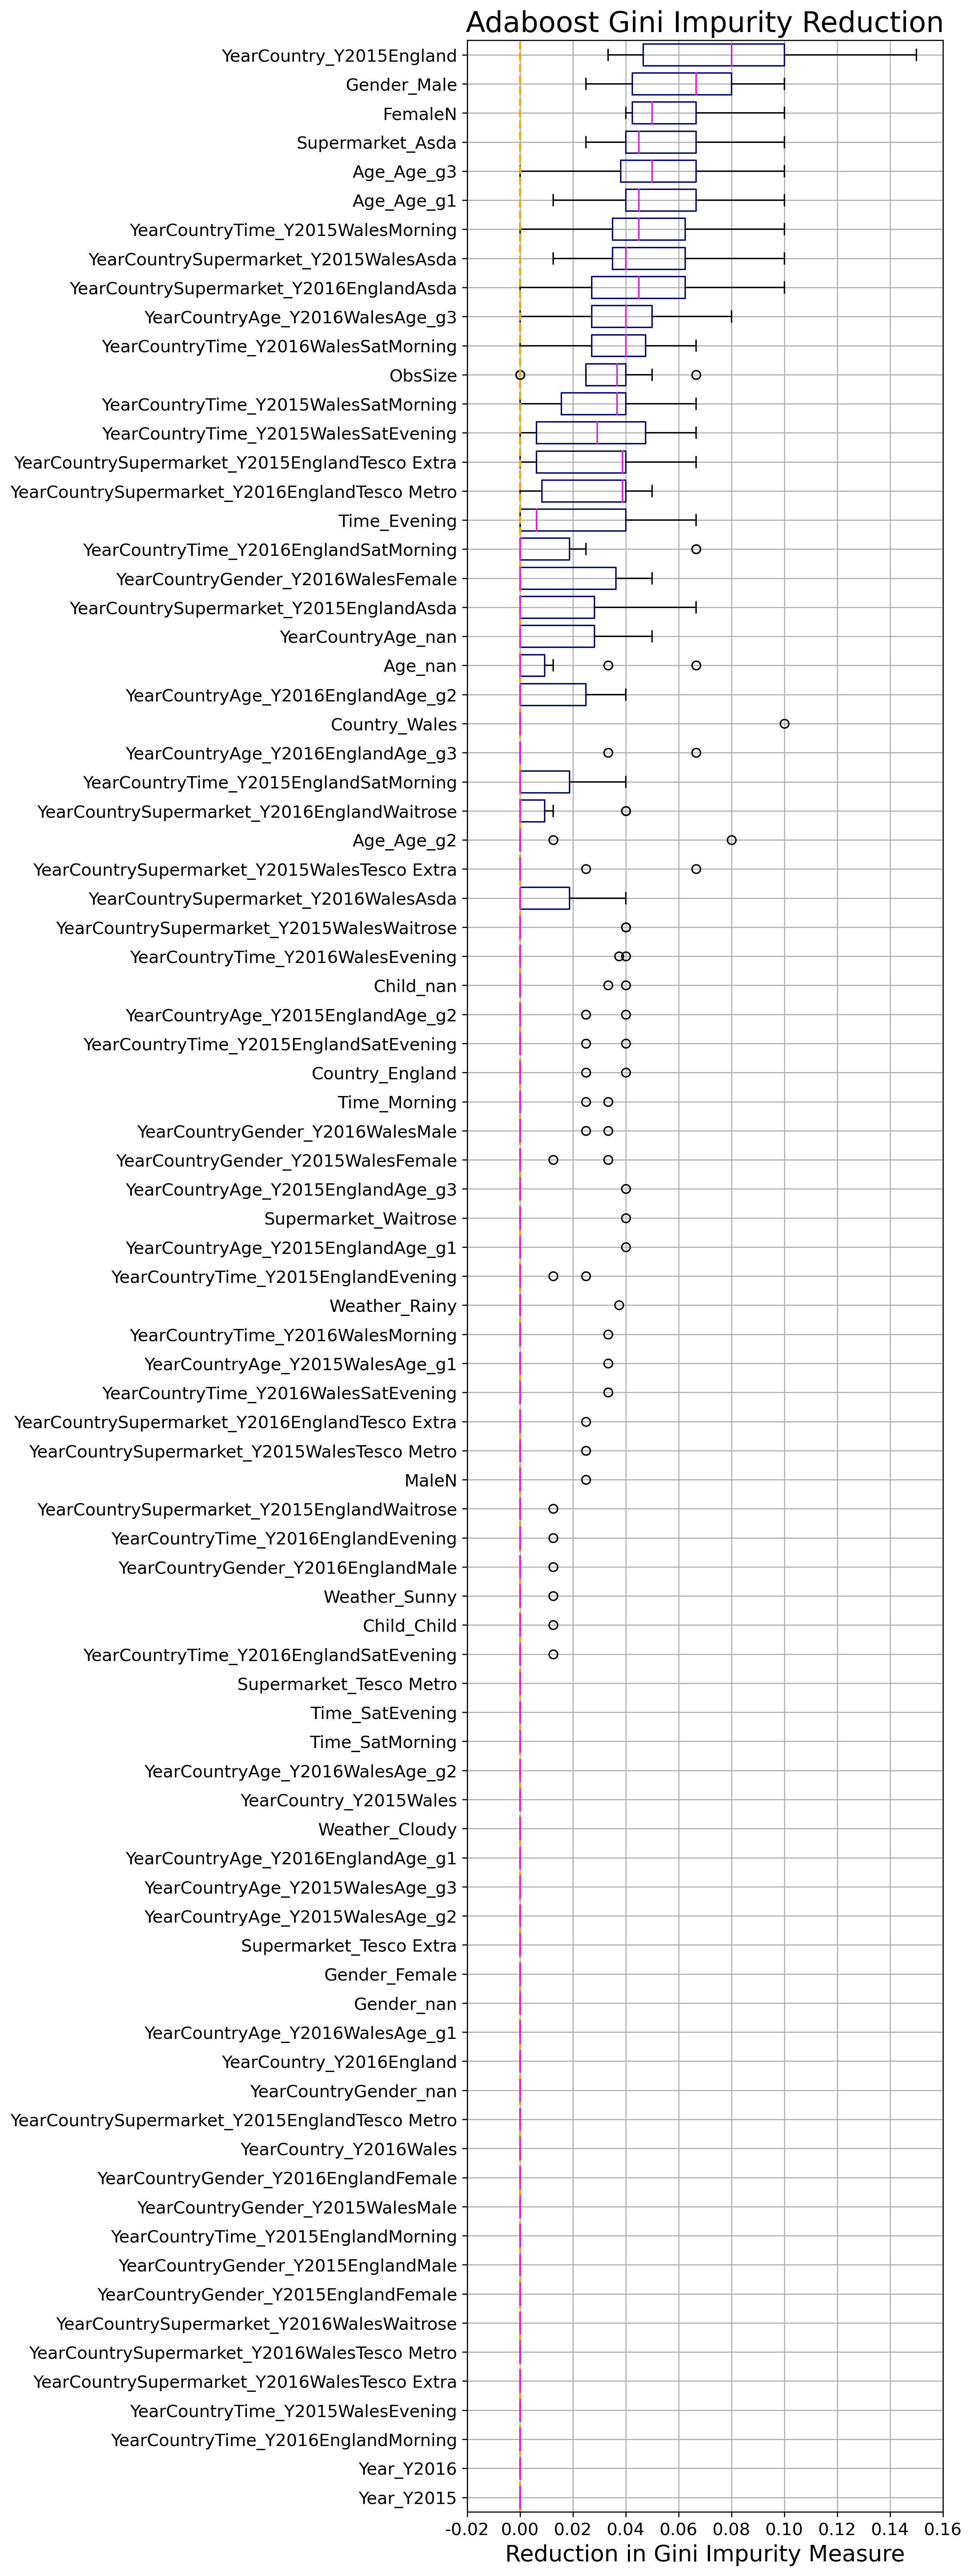 Adaboost Gini Impurity Reduction
YearCountry_Y2015England
Gender_Male
FemaleN
Supermarket_Asda
Age_Age_g3
Age_Age_g1
YearCountryTime_Y2015WalesMorning
YearCountrySupermarket_Y2015WalesAsda
YearCountrySupermarket_Y2016EnglandAsda
YearCountryAge_Y2016WalesAge_g3
YearCountryTime_Y2016WalesSatMorning
ObsSize
YearCountryTime_Y2015WalesSatMorning
YearCountryTime_Y2015WalesSatEvening
YearCountrySupermarket_Y2015EnglandTesco Extra
YearCountrySupermarket_Y2016EnglandTesco Metro
Time_Evening
YearCountryTime_Y2016EnglandSatMorning
YearCountryGender_Y2016WalesFemale
YearCountrySupermarket_Y2015EnglandAsda
YearCountryAge_nan
Age_nan
YearCountryAge_Y2016EnglandAge_g2
Country_Wales
YearCountryAge_Y2016EnglandAge_g3
YearCountryTime_Y2015EnglandSatMorning
YearCountrySupermarket_Y2016EnglandWaitrose
Age_Age_g2
YearCountrySupermarket_Y2015WalesTesco Extra
YearCountrySupermarket_Y2016WalesAsda
YearCountrySupermarket_Y2015WalesWaitrose
YearCountryTime_Y2016WalesEvening
Child_nan
YearCountryAge_Y2015EnglandAge_g2
YearCountryTime_Y2015EnglandSatEvening
Country_England
Time_Morning
YearCountryGender_Y2016WalesMale
YearCountryGender_Y2015WalesFemale
YearCountryAge_Y2015EnglandAge_g3
Supermarket_Waitrose
YearCountryAge_Y2015EnglandAge_g1
YearCountryTime_Y2015EnglandEvening
Weather_Rainy
YearCountryTime_Y2016WalesMorning
YearCountryAge_Y2015WalesAge_g1
YearCountryTime_Y2016WalesSatEvening
YearCountrySupermarket_Y2016EnglandTesco Extra
YearCountrySupermarket_Y2015WalesTesco Metro
MaleN
YearCountrySupermarket_Y2015EnglandWaitrose
YearCountryTime_Y2016EnglandEvening
YearCountryGender_Y2016EnglandMale
Weather_Sunny
Child_Child
YearCountryTime_Y2016EnglandSatEvening
Supermarket_Tesco Metro
Time_SatEvening
Time_SatMorning
YearCountryAge_Y2016WalesAge_g2
YearCountry_Y2015Wales
Weather_Cloudy
YearCountryAge_Y2016EnglandAge_g1
YearCountryAge_Y2015WalesAge_g3
YearCountryAge_Y2015WalesAge_g2
Supermarket_Tesco Extra
Gender_Female
Gender_nan
YearCountryAge_Y2016WalesAge_g1
YearCountry_Y2016England
YearCountryGender_nan
YearCountrySupermarket_Y2015EnglandTesco Metro
YearCountry_Y2016Wales
YearCountryGender_Y2016EnglandFemale
YearCountryGender_Y2015WalesMale
YearCountryTime_Y2015EnglandMorning
YearCountryGender_Y2015EnglandMale
YearCountryGender_Y2015EnglandFemale
YearCountrySupermarket_Y2016WalesWaitrose
YearCountrySupermarket_Y2016WalesTesco Metro
YearCountrySupermarket_Y2016WalesTesco Extra
YearCountryTime_Y2015WalesEvening
YearCountryTime_Y2016EnglandMorning
Year_Y2016
Year_Y2015
-0.02 0.00 0.02 0.04 0.06 0.08 0.10 0.12 0.14 0.16
Reduction in Gini Impurity Measure